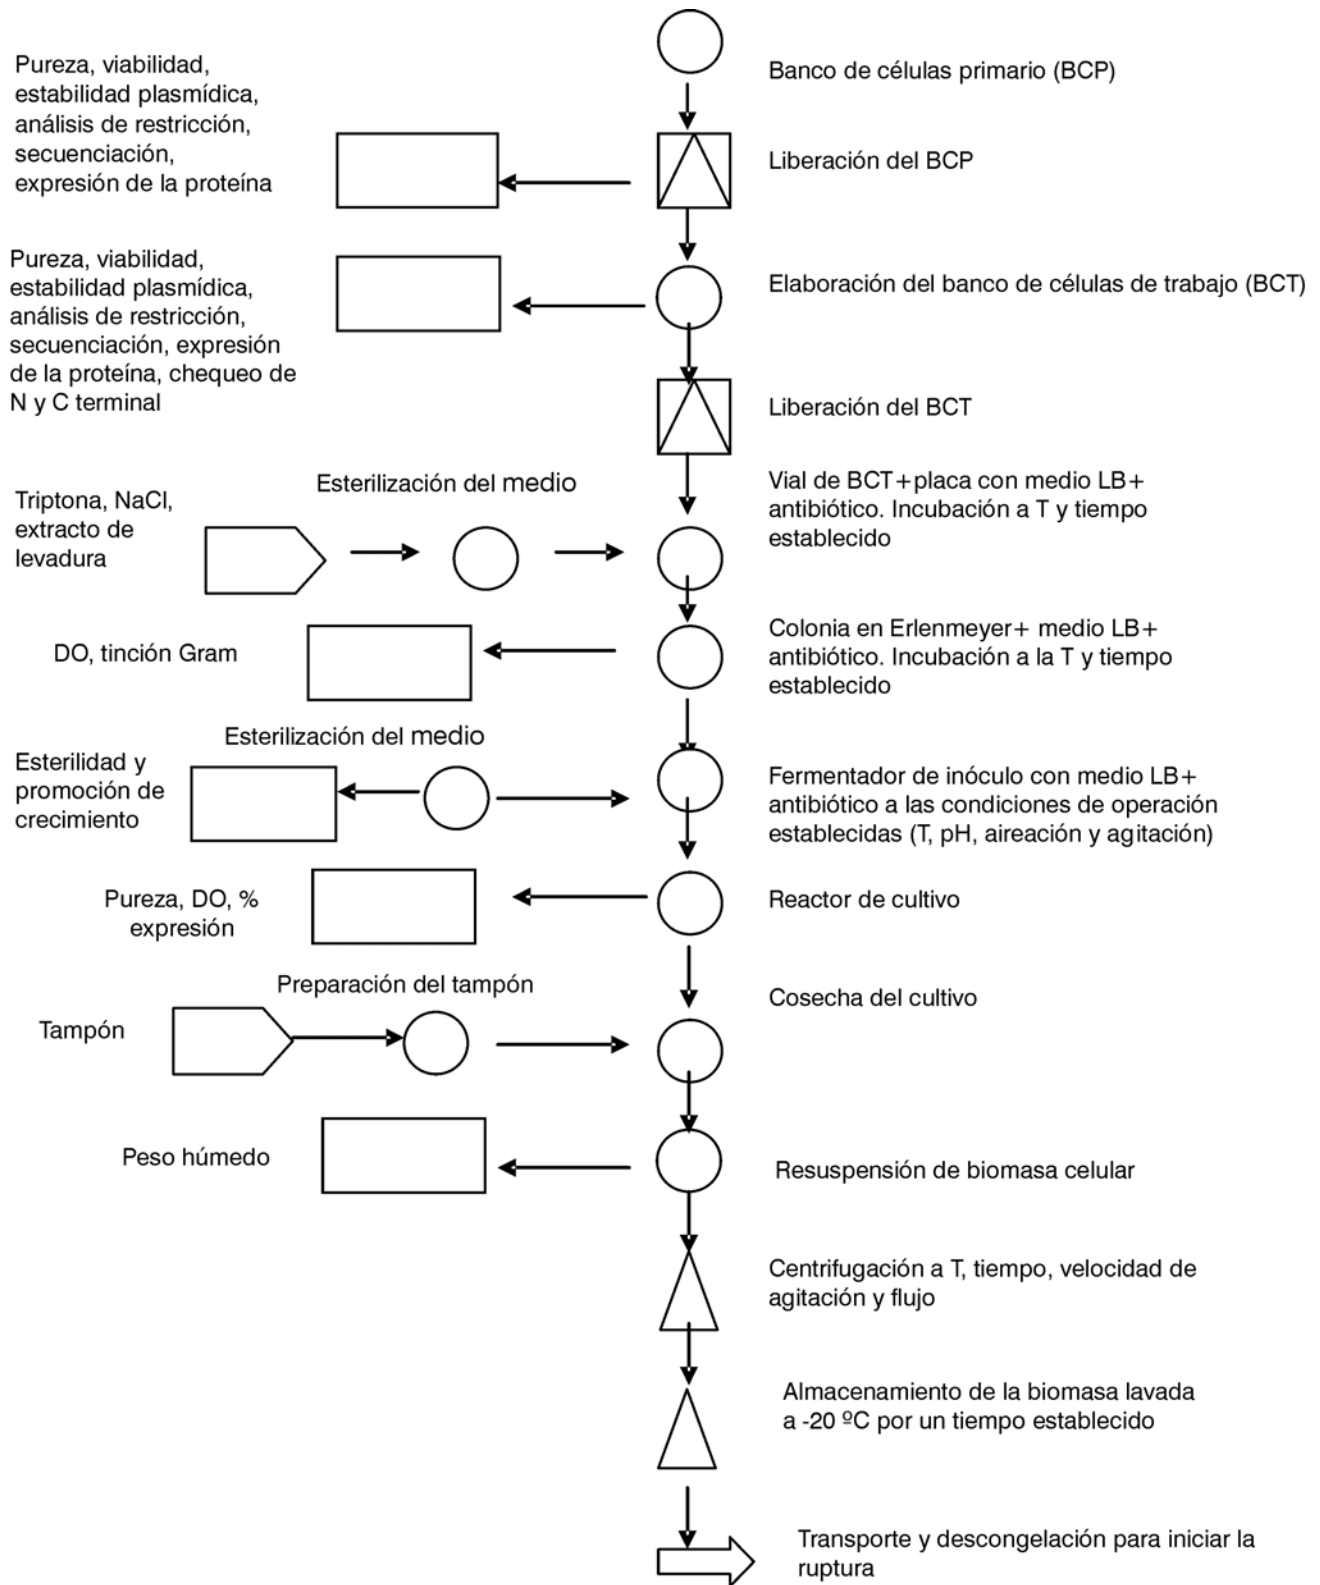 Banco de células primario (BCP)
Pureza, viabilidad,
estabilidad plasmídica,
análisis de restricción,
secuenciación,
expresión de la proteína
Liberación del BCP
Pureza, viabilidad,
estabilidad plasmídica,
análisis de restricción,
secuenciación, expresión
de la proteína, chequeo de
N y C terminal
Elaboración del banco de células de trabajo (BCT)
Liberación del BCT
Triptona, NaCl,
extracto de
levadura
Esterilización del medio
Vial de BCT+placa con medio LB+
antibiótico. Incubación a T y tiempo
establecido
DO, tinción Gram
Colonia en Erlenmeyer+ medio LB+
antibiótico. Incubación a la T y tiempo
establecido
Esterilización del medio
Esterilidad y
promoción de
crecimiento
Fermentador de inóculo con medio LB+
antibiótico a las condiciones de operación
establecidas (T, pH, aireación y agitación)
Pureza, DO, %
expresión
Reactor de cultivo
Preparación del tampón
Tampón
Cosecha del cultivo
Peso húmedo
Resuspensión de biomasa celular
Centrifugación a T, tiempo, velocidad de
agitación y flujo
Almacenamiento de la biomasa lavada
a -20 ºC por un tiempo establecido
Transporte y descongelación para iniciar la
ruptura